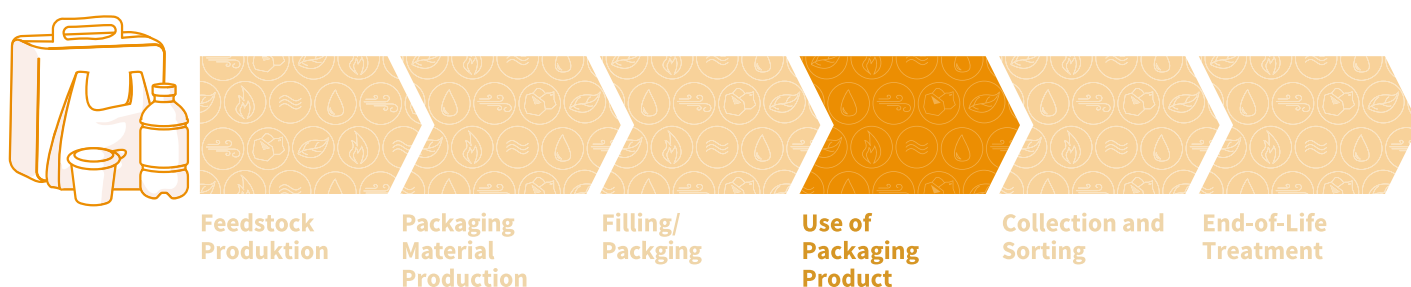 Feedstock
Produktion
Packaging
Material
Production
Filling/
Packging
Use of
Packaging
Product
Collection and
Sorting
End-of-Life
Treatment